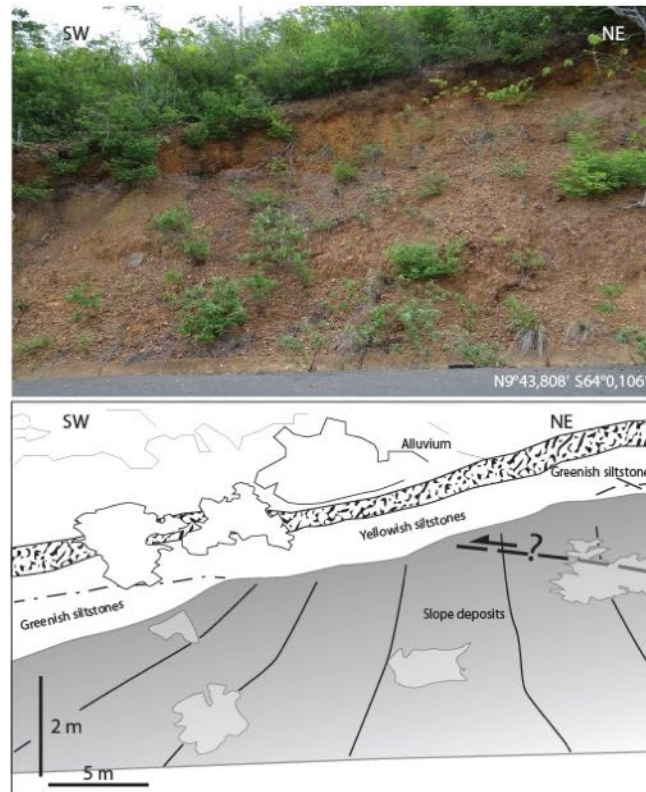 SW NE
N9°43,808' S64°0,106'
SW NE
Alluvium
Greenish siltstone
Yellowish siltstones
?
Greenish siltstones
Slope deposits
2 m
5 m